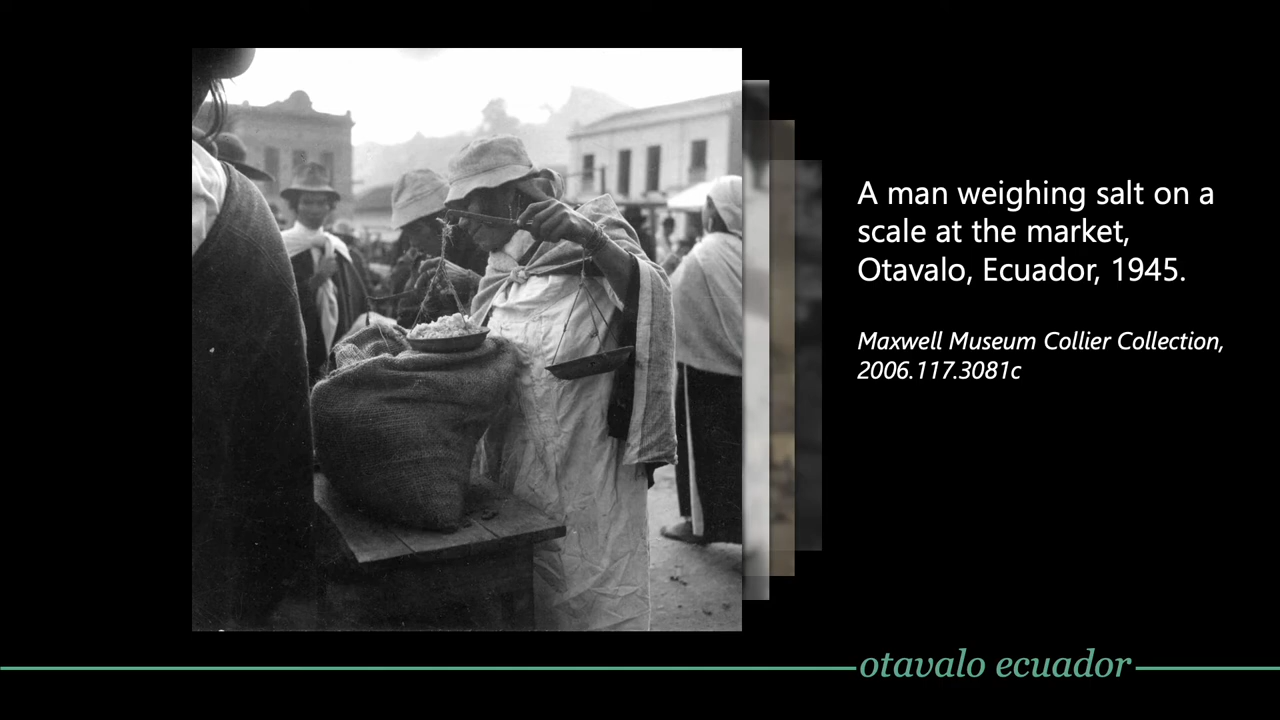 A man weighing salt on a
scale at the market,
Otavalo, Ecuador, 1945.
Maxwell Museum Collier Collection,
2006.117.3081c
otavalo ecuador